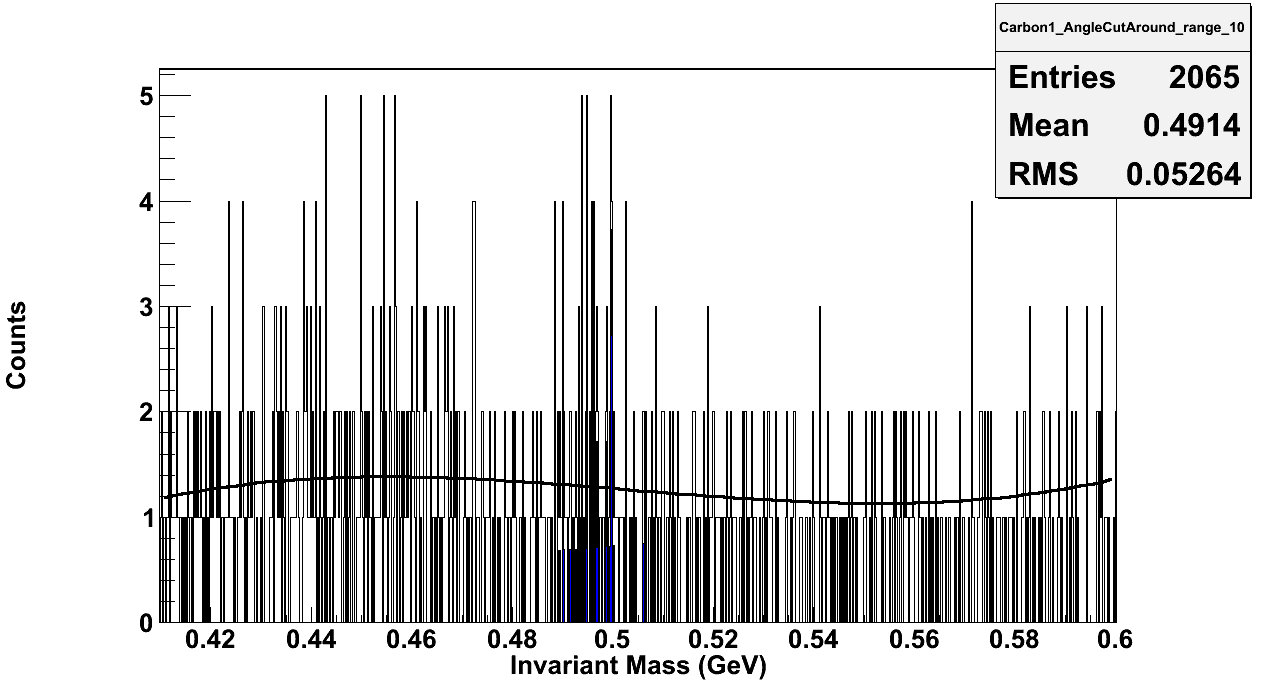 Carbon1_AngleCutAround_range_10
Entries 2065
Mean 0.4914
RMS 0.05264
5
4
3
2
1
0
Counts
0.42 0.44 0.46 0.48 0.5 0.52 0.54 0.56 0.58 0.6
Invariant Mass (GeV)